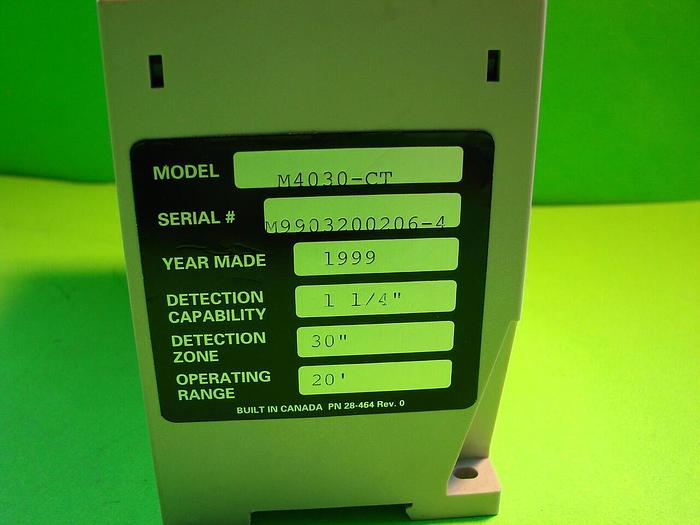 MODEL M4030-CT
SERIAL # M9903200206-4
YEAR MADE 1999
DETECTION CAPABILITY 1 1/4"
DETECTION ZONE 30"
OPERATING RANGE 20'
BUILT IN CANADA PN 28-464 Rev. 0